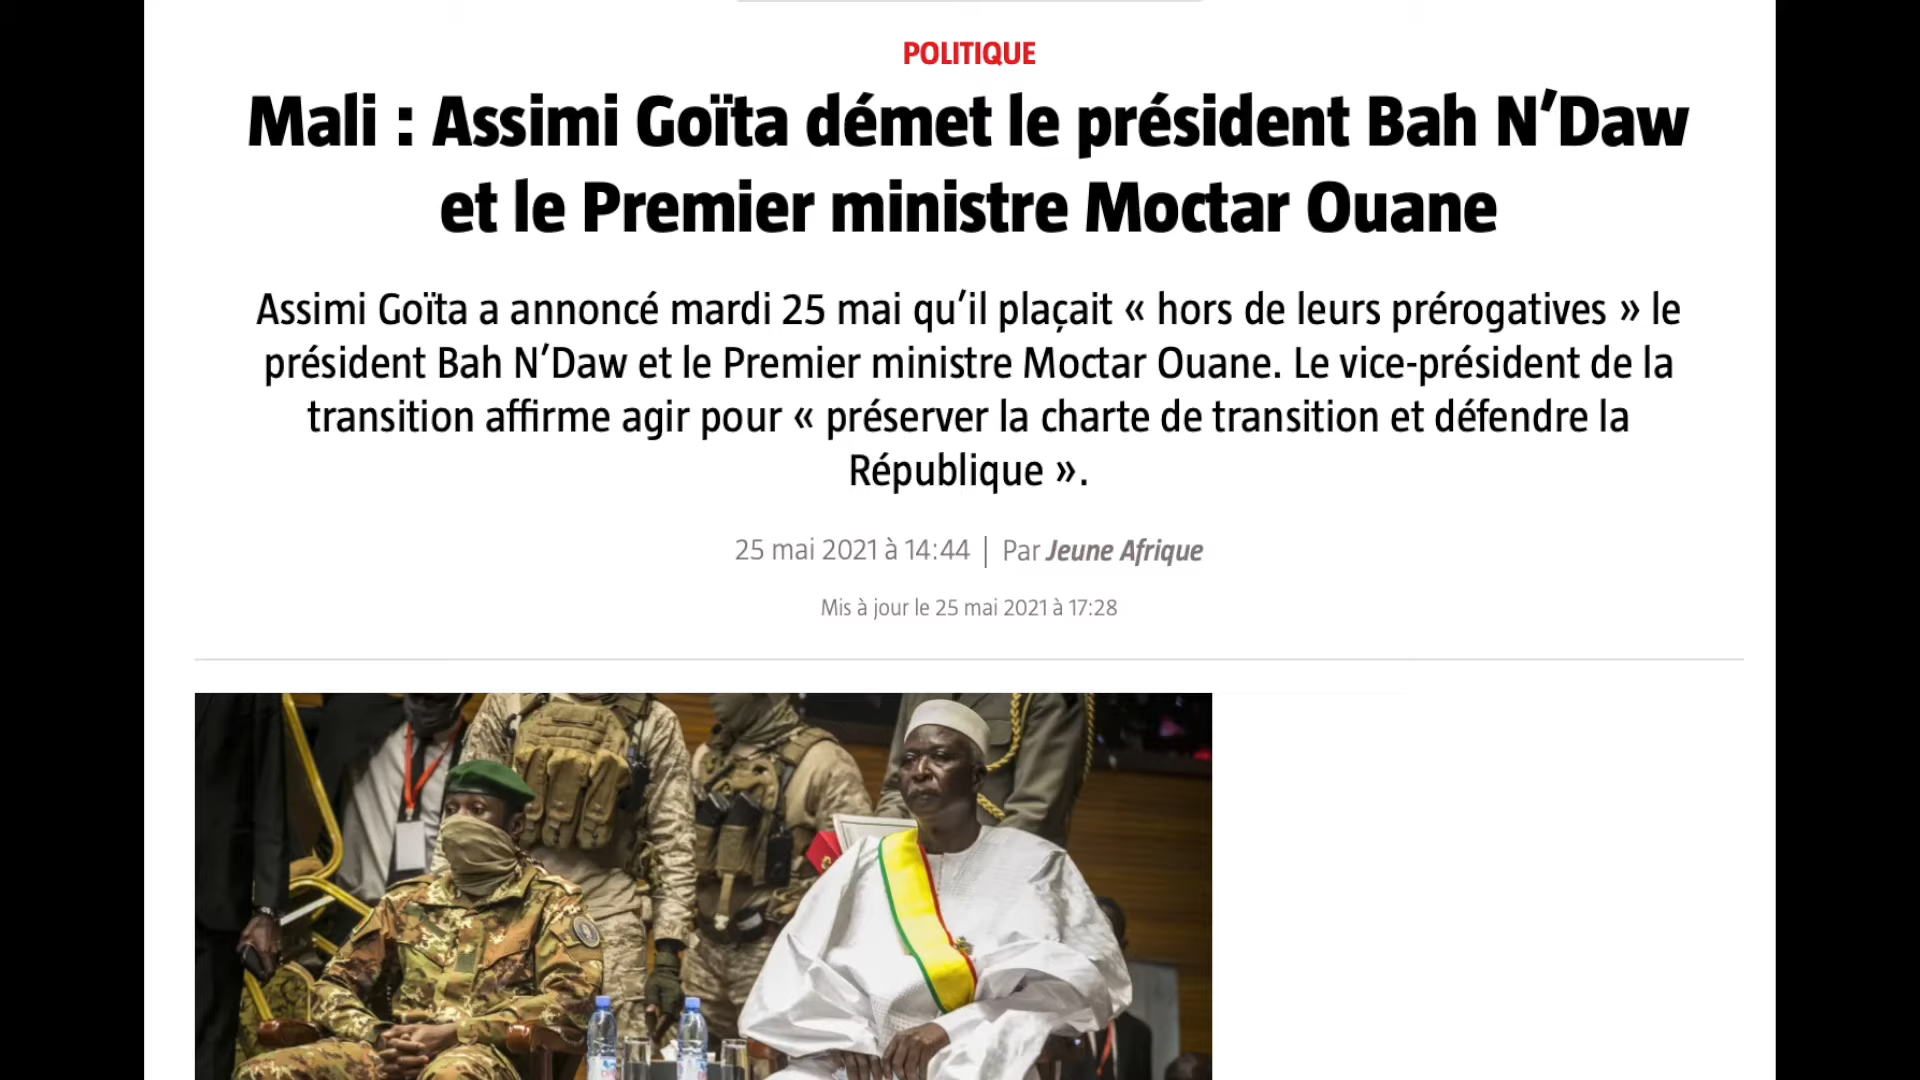 POLITIQUE
Mali : Assimi Goïta démet le président Bah N’Daw
et le Premier ministre Moctar Ouane
Assimi Goïta a annoncé mardi 25 mai qu’il plaçait « hors de leurs prérogatives » le
président Bah N’Daw et le Premier ministre Moctar Ouane. Le vice-président de la
transition affirme agir pour « préserver la charte de transition et défendre la
République ».
25 mai 2021 à 14:44 | Par Jeune Afrique
Mis à jour le 25 mai 2021 à 17:28